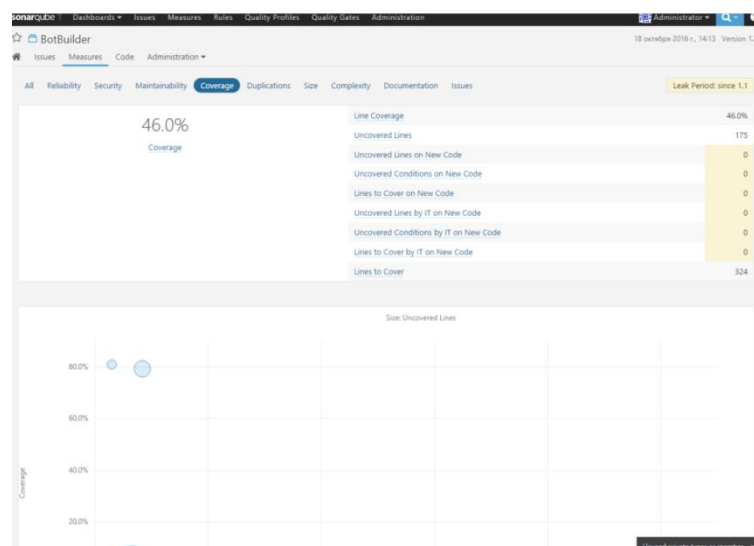 sonarqube Dashboards Issues Measures Rules Quality Profiles Quality Gates Administration Administrator
BotBuilder 18 октября 2016 г., 14:13 Version 1.
Issues Measures Code Administration
All Reliability Security Maintainability Coverage Duplications Size Complexity Documentation Issues Leak Period: since 1.1
46.0%
Coverage
Line Coverage 46.0%
Uncovered Lines 175
Uncovered Lines on New Code 0
Uncovered Conditions on New Code 0
Lines to Cover on New Code 0
Uncovered Lines by IT on New Code 0
Uncovered Conditions by IT on New Code 0
Lines to Cover by IT on New Code 0
Lines to Cover 324
Size: Uncovered Lines
80.0%
60.0%
40.0%
Coverage
20.0%